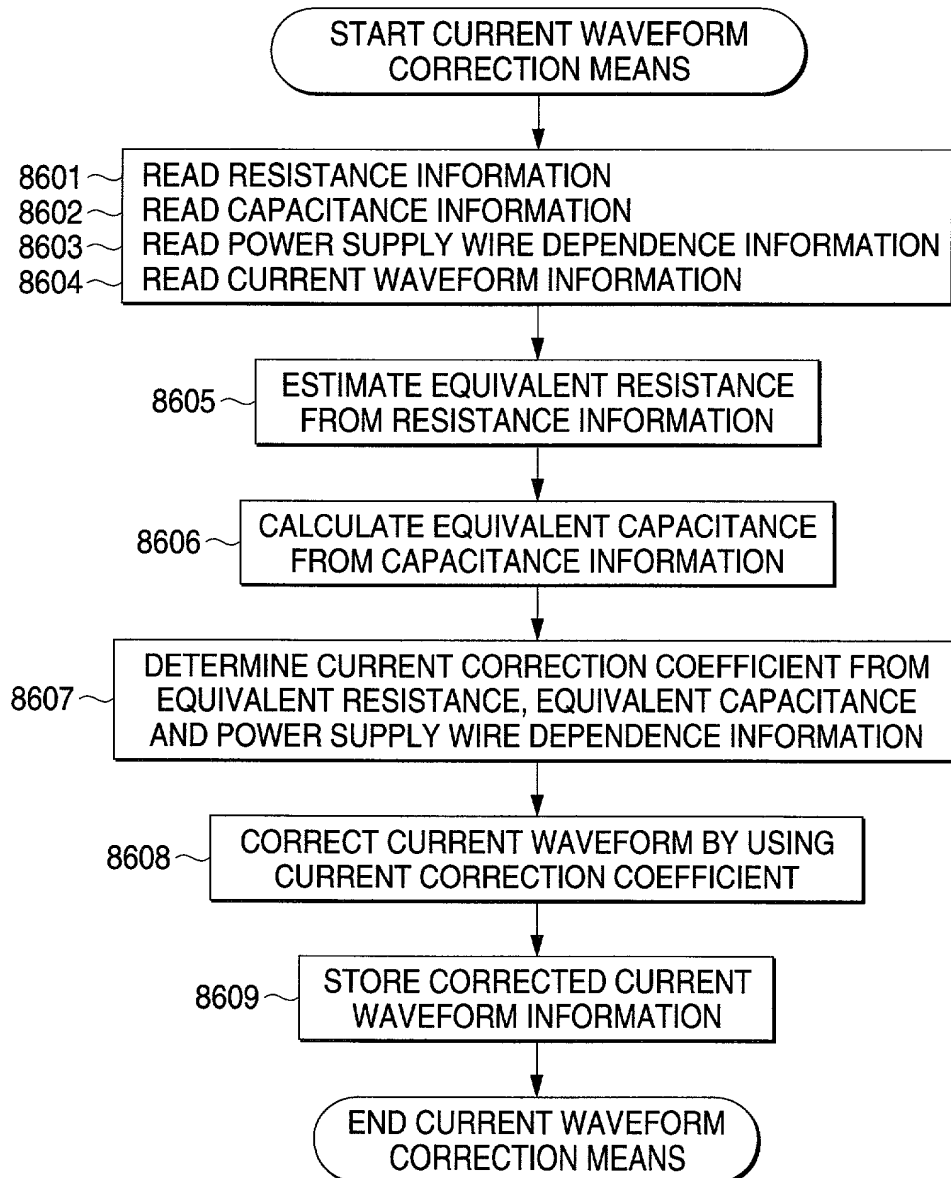 START CURRENT WAVEFORM
CORRECTION MEANS
8601 READ RESISTANCE INFORMATION
8602 READ CAPACITANCE INFORMATION
8603 READ POWER SUPPLY WIRE DEPENDENCE INFORMATION
8604 READ CURRENT WAVEFORM INFORMATION
8605
ESTIMATE EQUIVALENT RESISTANCE
FROM RESISTANCE INFORMATION
8606
CALCULATE EQUIVALENT CAPACITANCE
FROM CAPACITANCE INFORMATION
8607
DETERMINE CURRENT CORRECTION COEFFICIENT FROM
EQUIVALENT RESISTANCE, EQUIVALENT CAPACITANCE
AND POWER SUPPLY WIRE DEPENDENCE INFORMATION
8608
CORRECT CURRENT WAVEFORM BY USING
CURRENT CORRECTION COEFFICIENT
8609
STORE CORRECTED CURRENT
WAVEFORM INFORMATION
END CURRENT WAVEFORM
CORRECTION MEANS